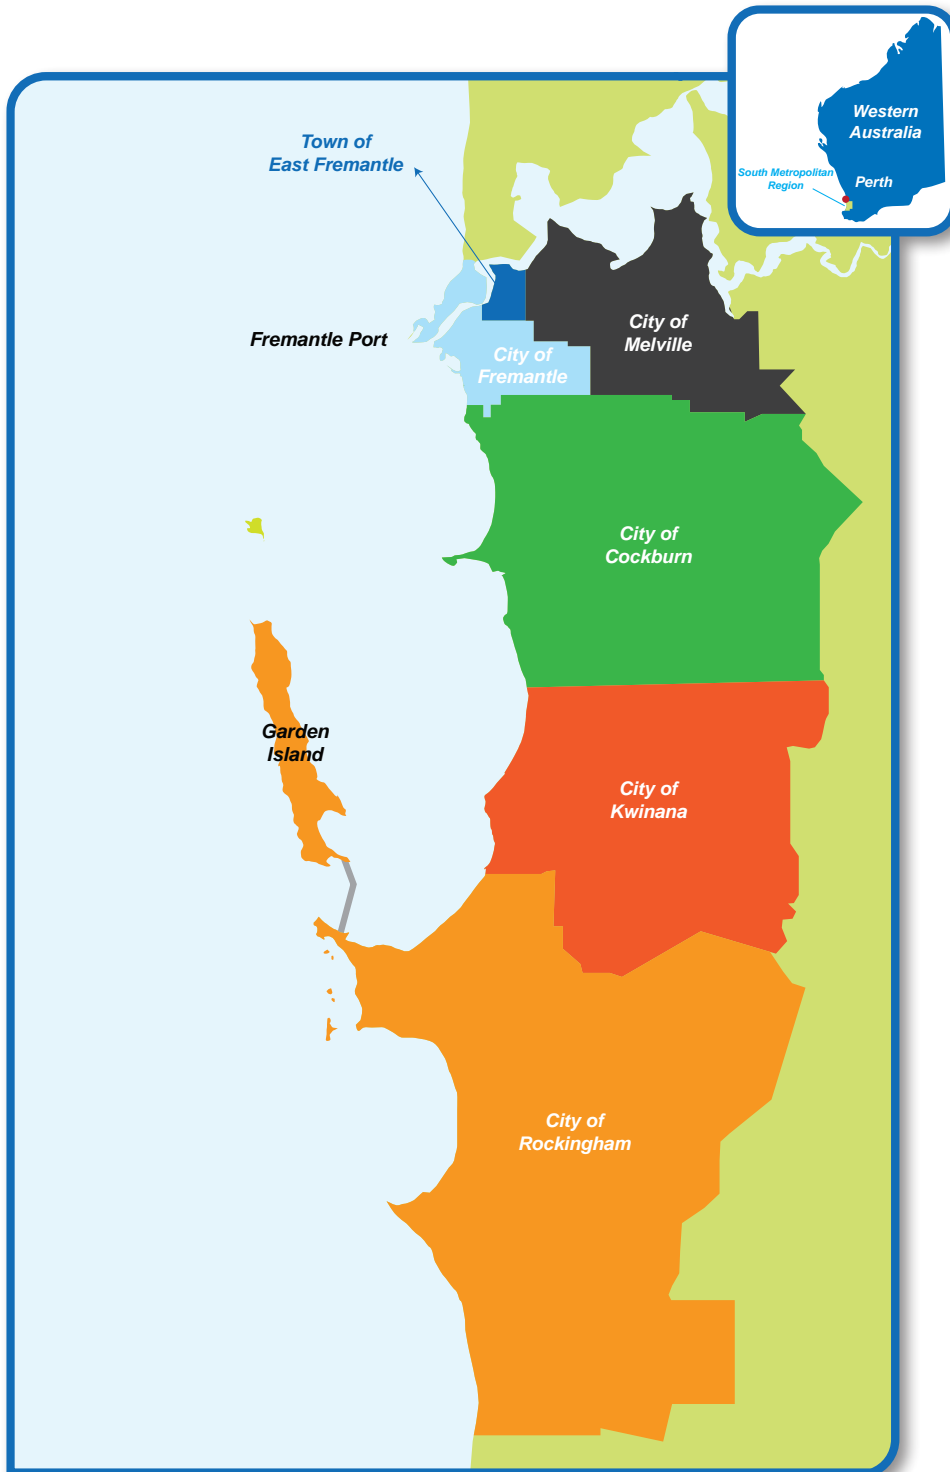 Western
Australia
South Metropolitan
Region
Perth
Town of
East Fremantle
Fremantle Port
City of
Melville
City of
Fremantle
City of
Cockburn
Garden
Island
City of
Kwinana
City of
Rockingham